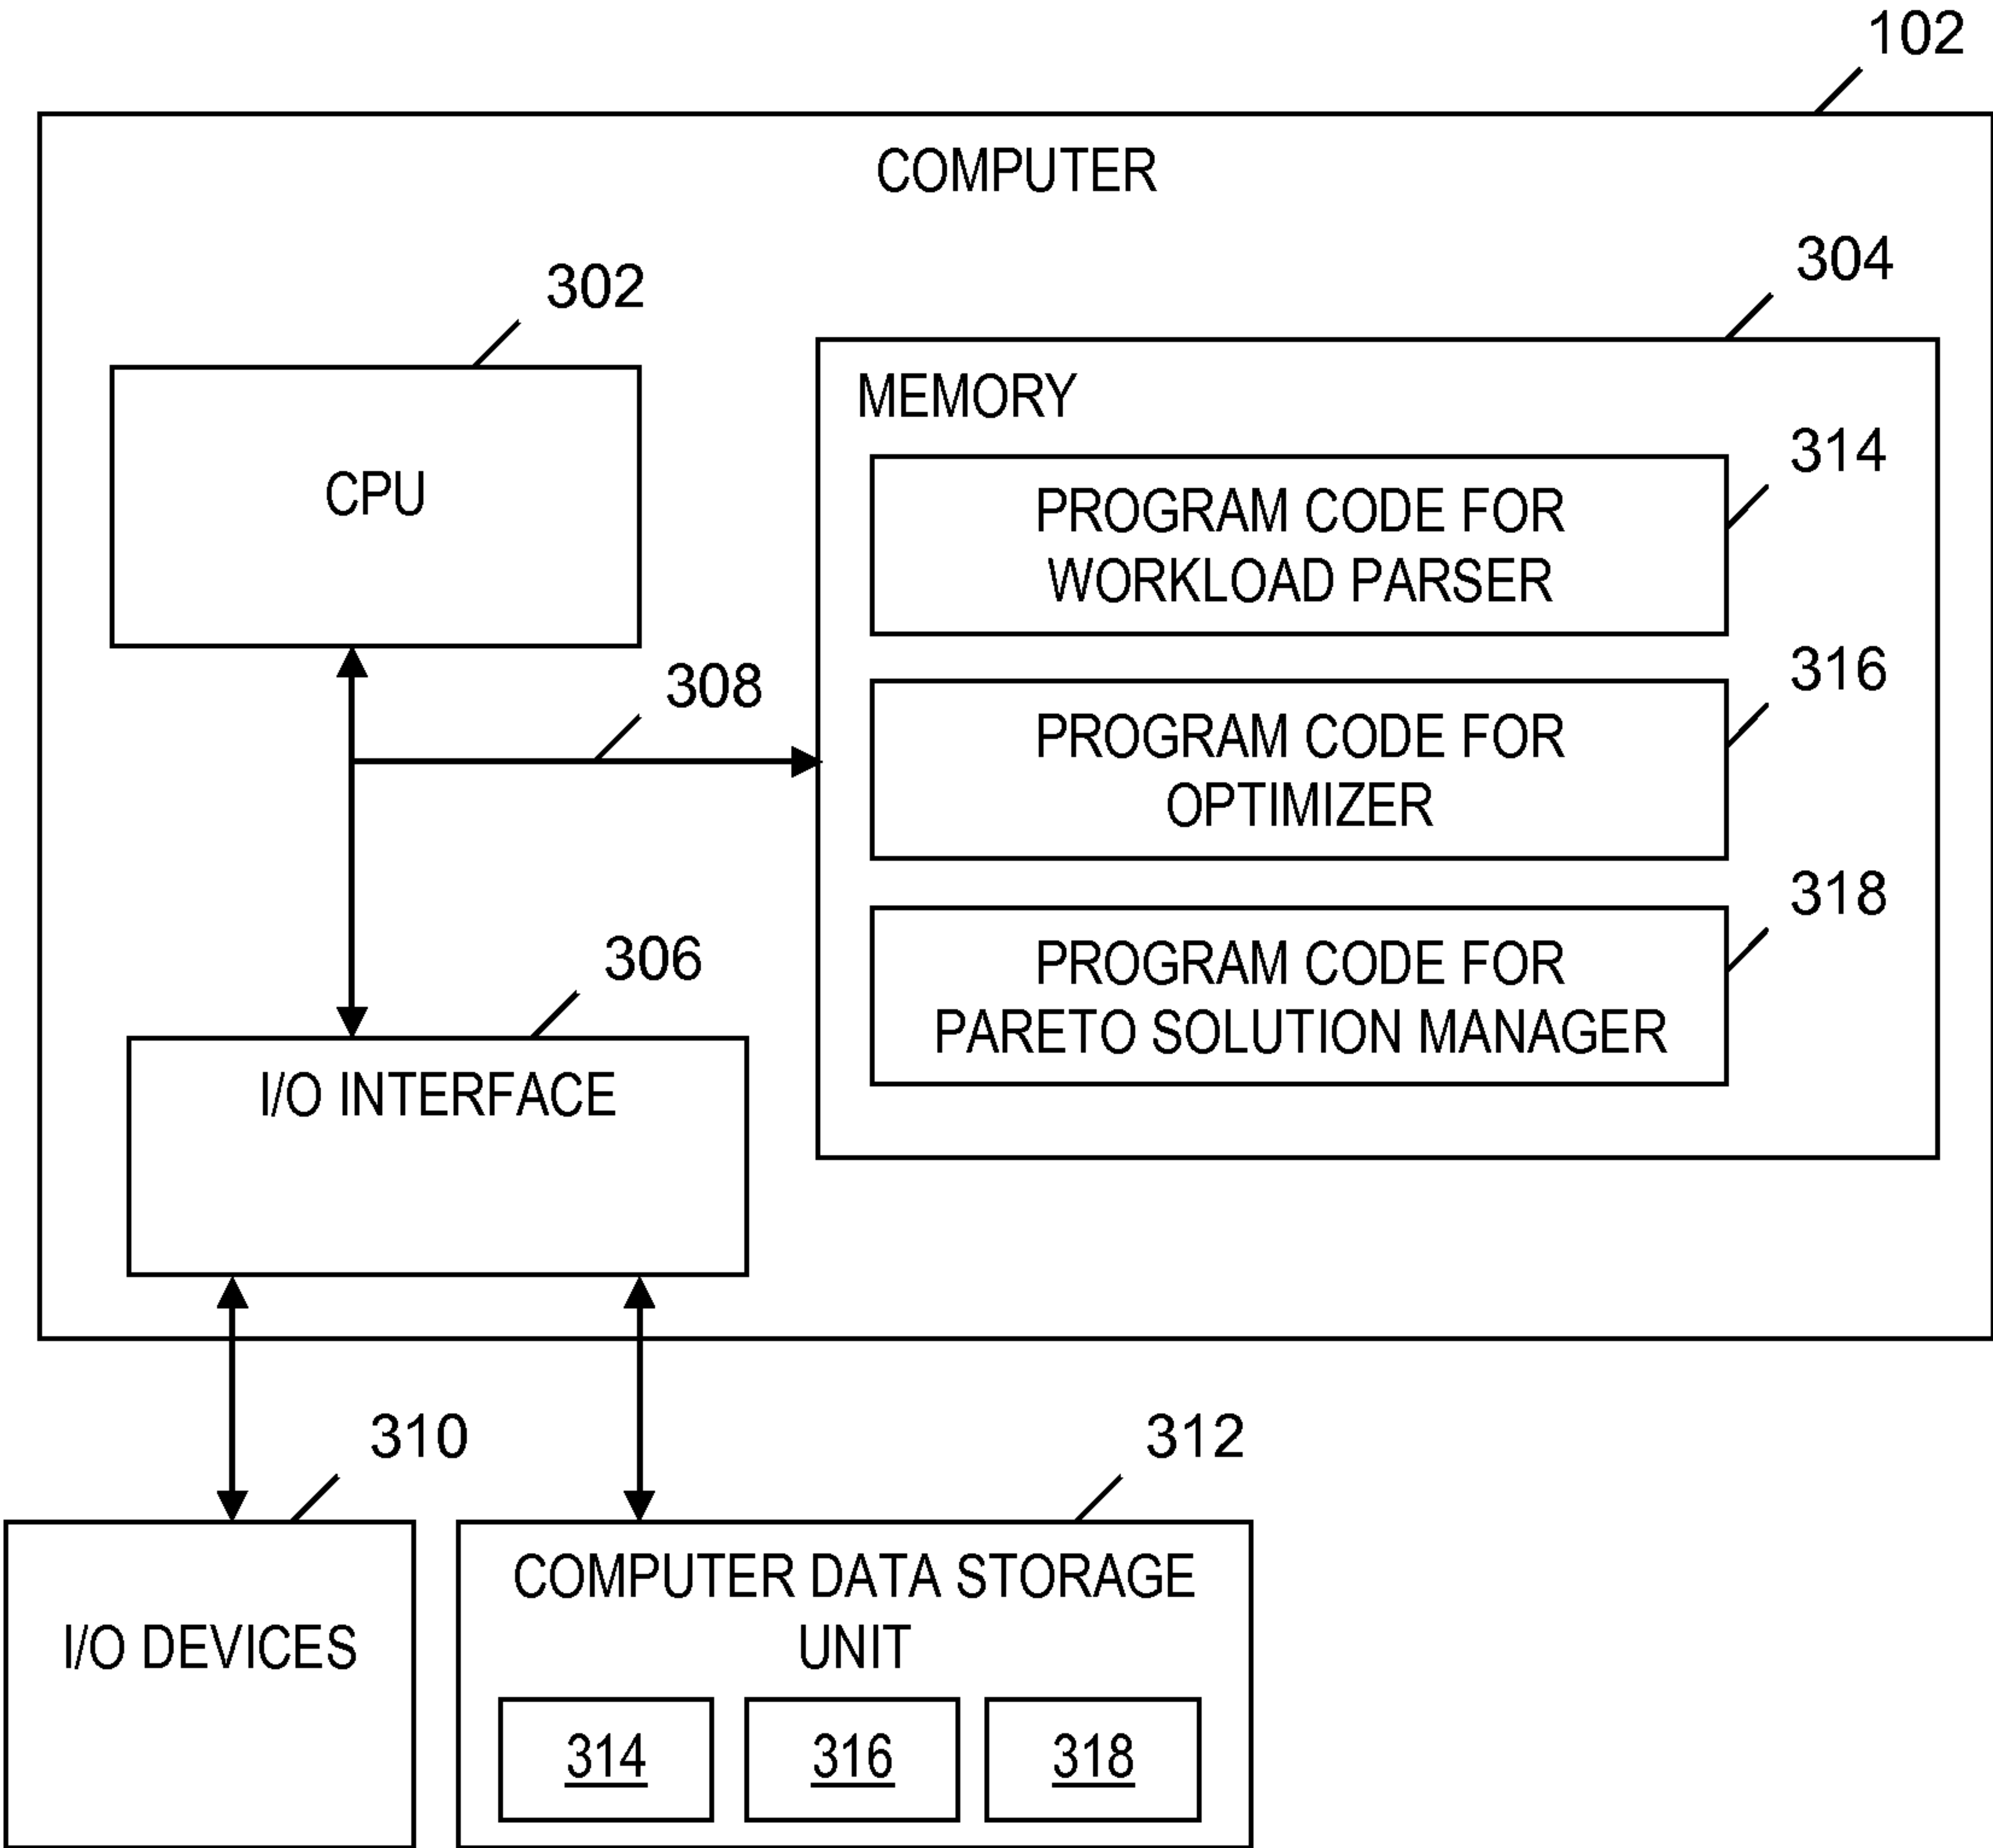 102
COMPUTER
304
302
MEMORY
314
CPU
PROGRAM CODE FOR
WORKLOAD PARSER
316
308
PROGRAM CODE FOR
OPTIMIZER
318
306
PROGRAM CODE FOR
PARETO SOLUTION MANAGER
I/O INTERFACE
310
312
COMPUTER DATA STORAGE
UNIT
I/O DEVICES
314
316
318